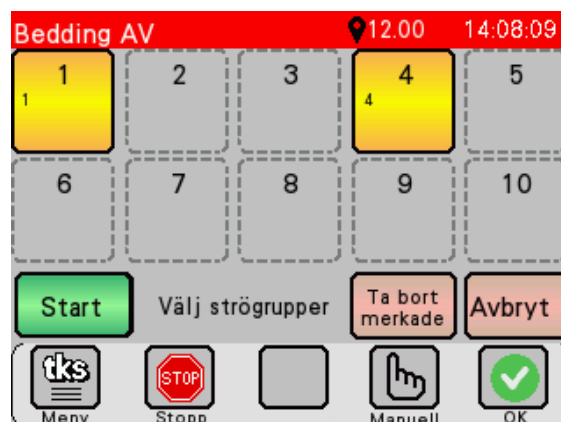 Bedding AV 12.00 14:08:09
1 2 3 4 5
1 4
6 7 8 9 10
Start Välj strögrupper Ta bort merkade Avbryt
tks STOP
Meny Stopp Manuell OK